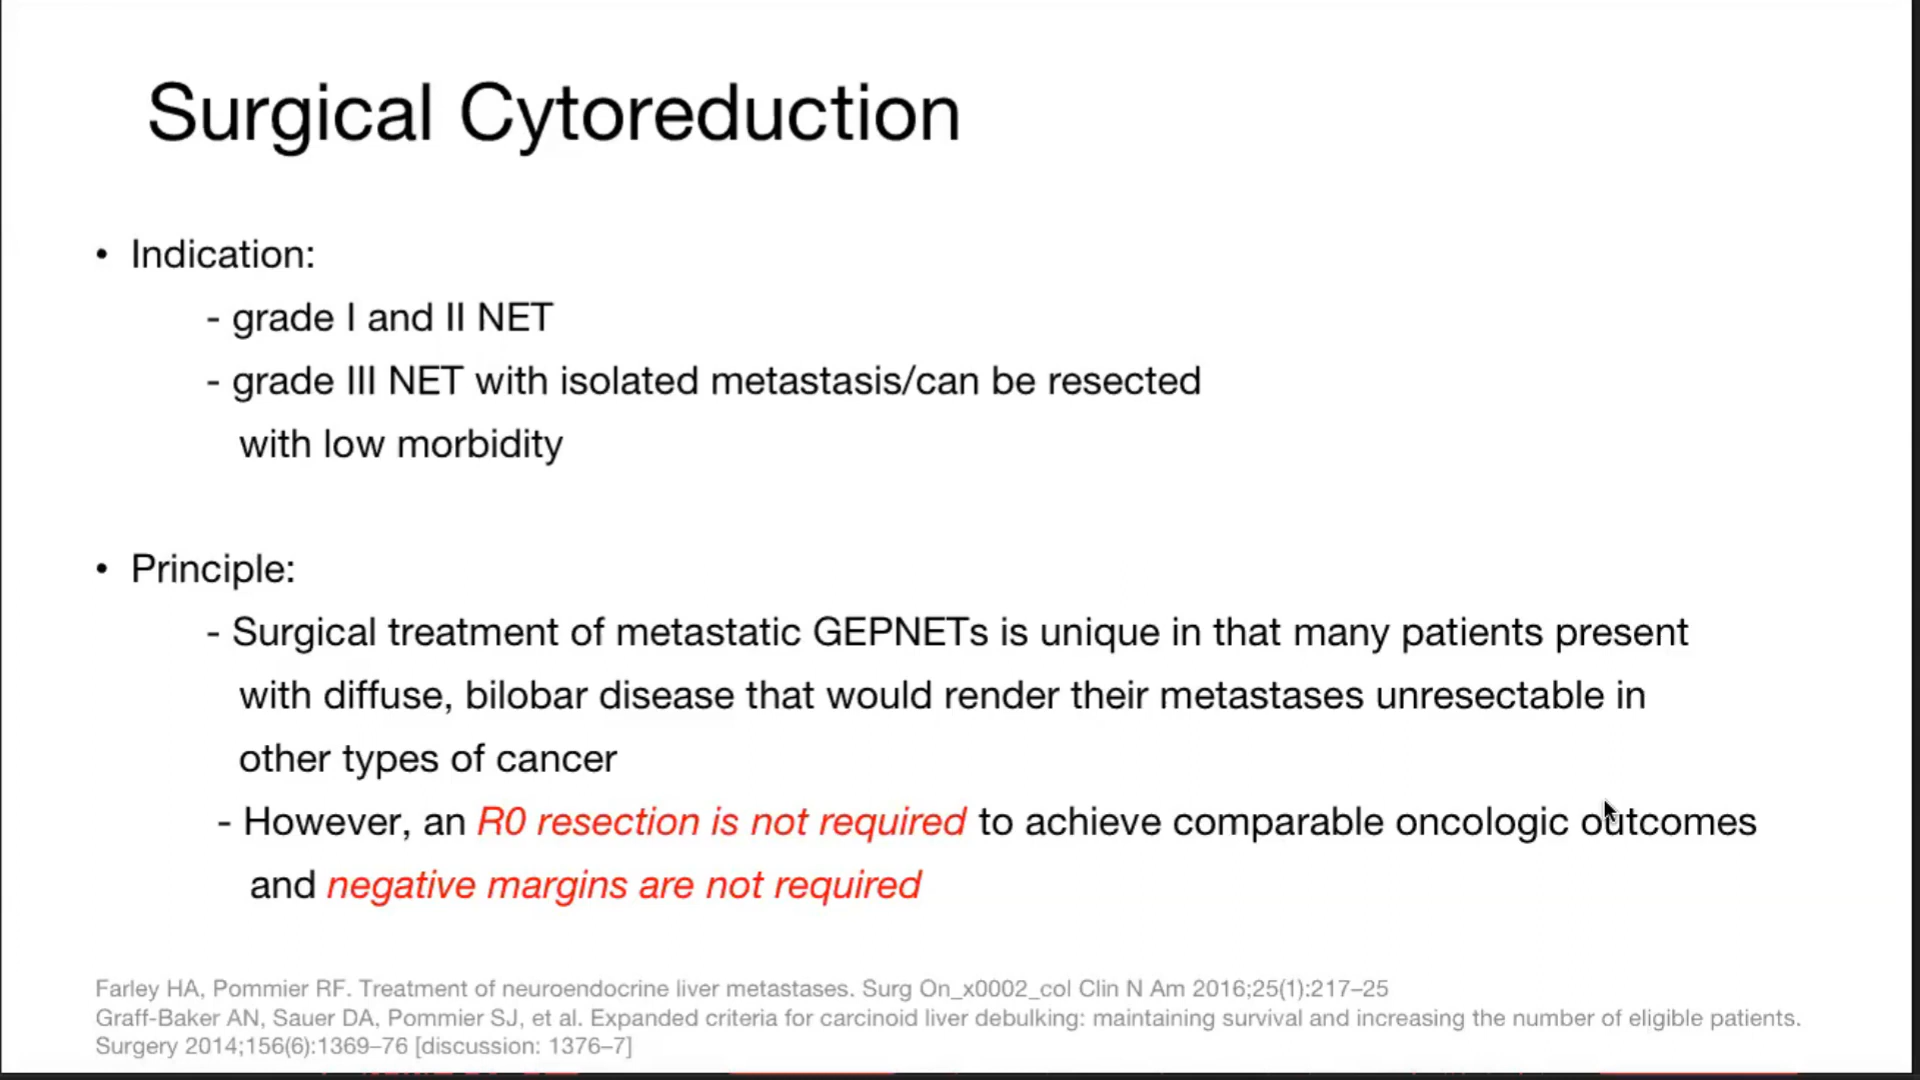 Surgical Cytoreduction
• Indication:
- grade I and II NET
- grade III NET with isolated metastasis/can be resected
with low morbidity
• Principle:
- Surgical treatment of metastatic GEPNETs is unique in that many patients present
with diffuse, bilobar disease that would render their metastases unresectable in
other types of cancer
- However, an R0 resection is not required to achieve comparable oncologic outcomes
and negative margins are not required
Farley HA, Pommier RF. Treatment of neuroendocrine liver metastases. Surg On_x0002_col Clin N Am 2016;25(1):217–25
Graff-Baker AN, Sauer DA, Pommier SJ, et al. Expanded criteria for carcinoid liver debulking: maintaining survival and increasing the number of eligible patients.
Surgery 2014;156(6):1369–76 [discussion: 1376–7]